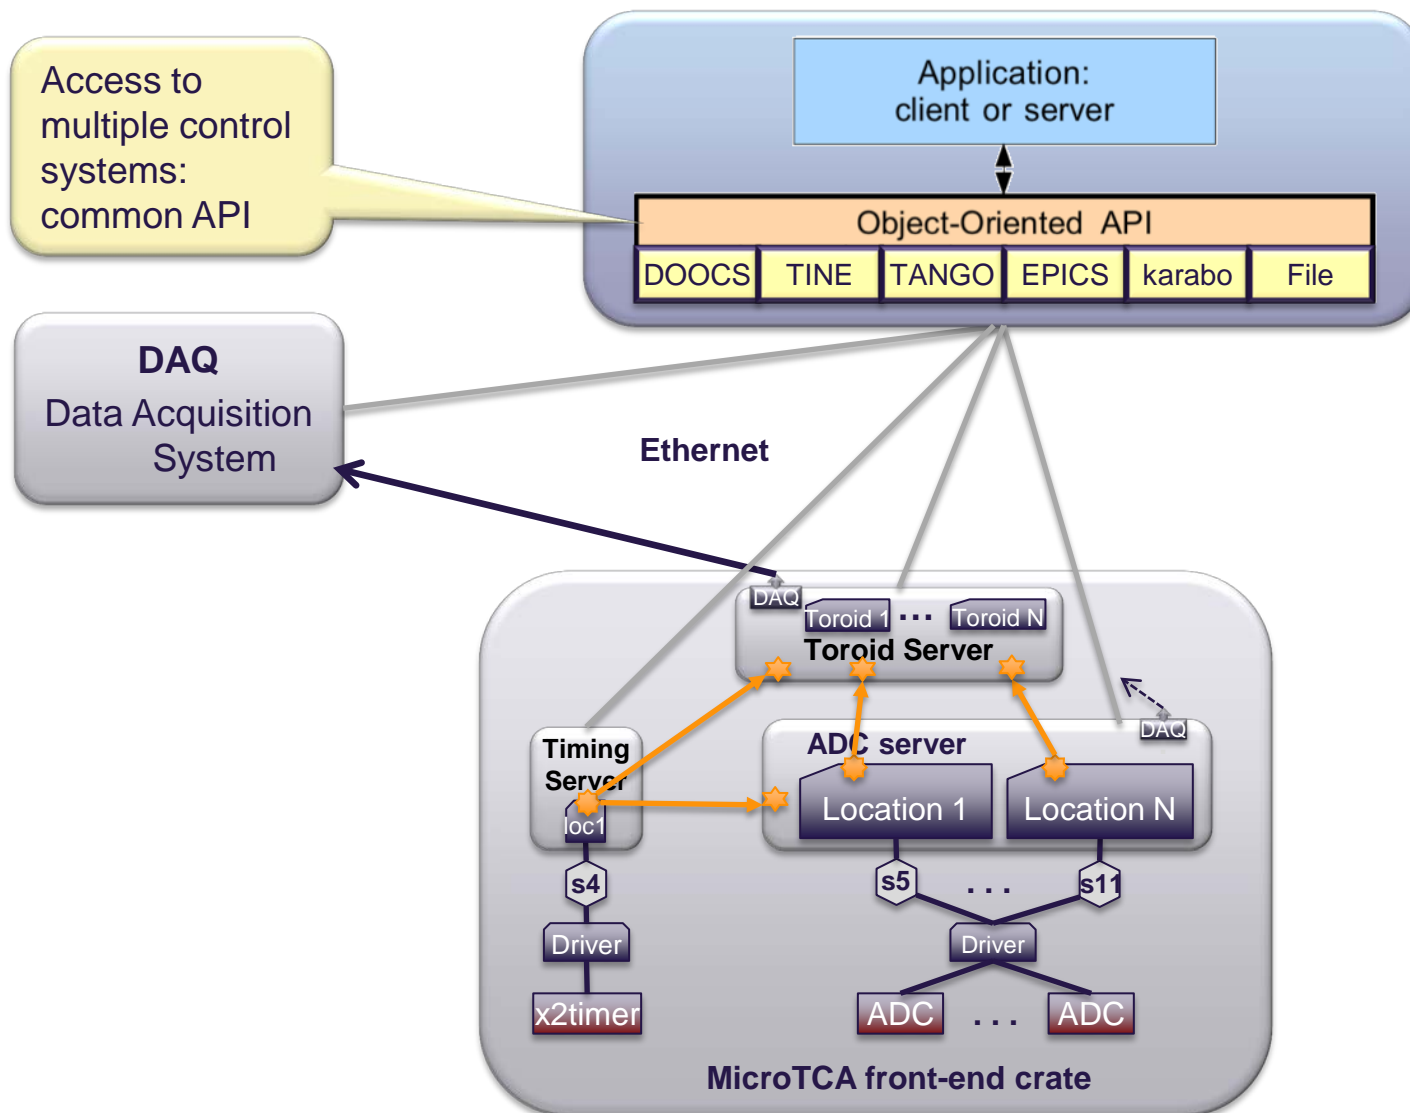 Access to
multiple control
systems:
common API
Application:
client or server
Object-Oriented API
DOOCS TINE TANGO EPICS karabo File
DAQ
Data Acquisition
System
Ethernet
DAQ
Toroid 1 ... Toroid N
Toroid Server
DAQ
Timing
Server
loc1
ADC server
Location 1 Location N
s4 s5 . . . s11
Driver Driver
x2timer ADC . . . ADC
MicroTCA front-end crate